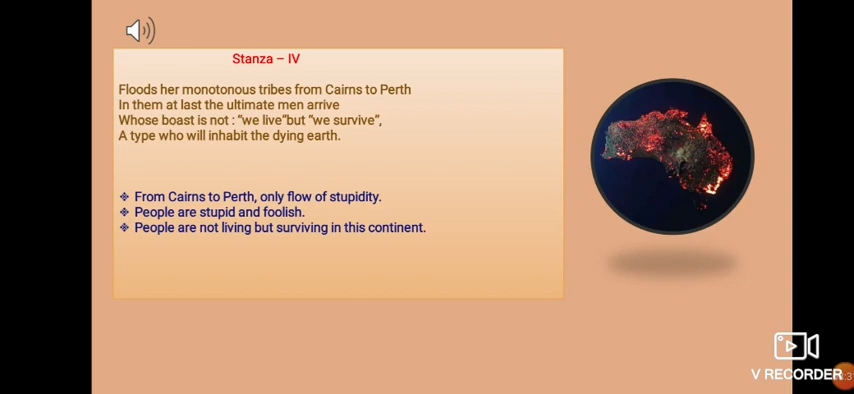 Stanza – IV
Floods her monotonous tribes from Cairns to Perth
In them at last the ultimate men arrive
Whose boast is not : “we live“but “we survive”,
A type who will inhabit the dying earth.
❖ From Cairns to Perth, only flow of stupidity.
❖ People are stupid and foolish.
❖ People are not living but surviving in this continent.
V RECORDER